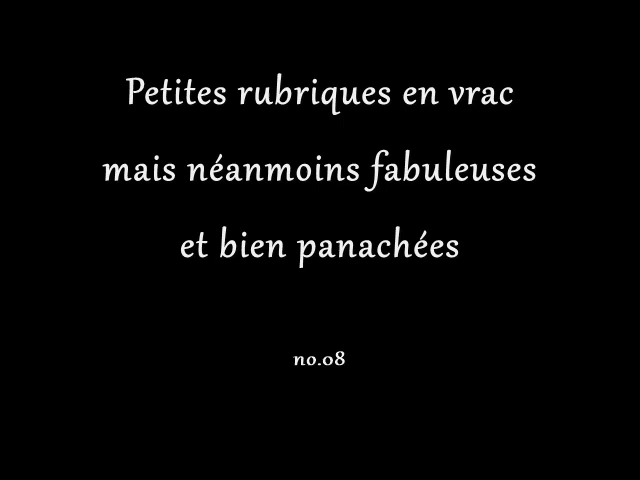 Petites rubriques en vrac
mais néanmoins fabuleuses
et bien panachées
no.08